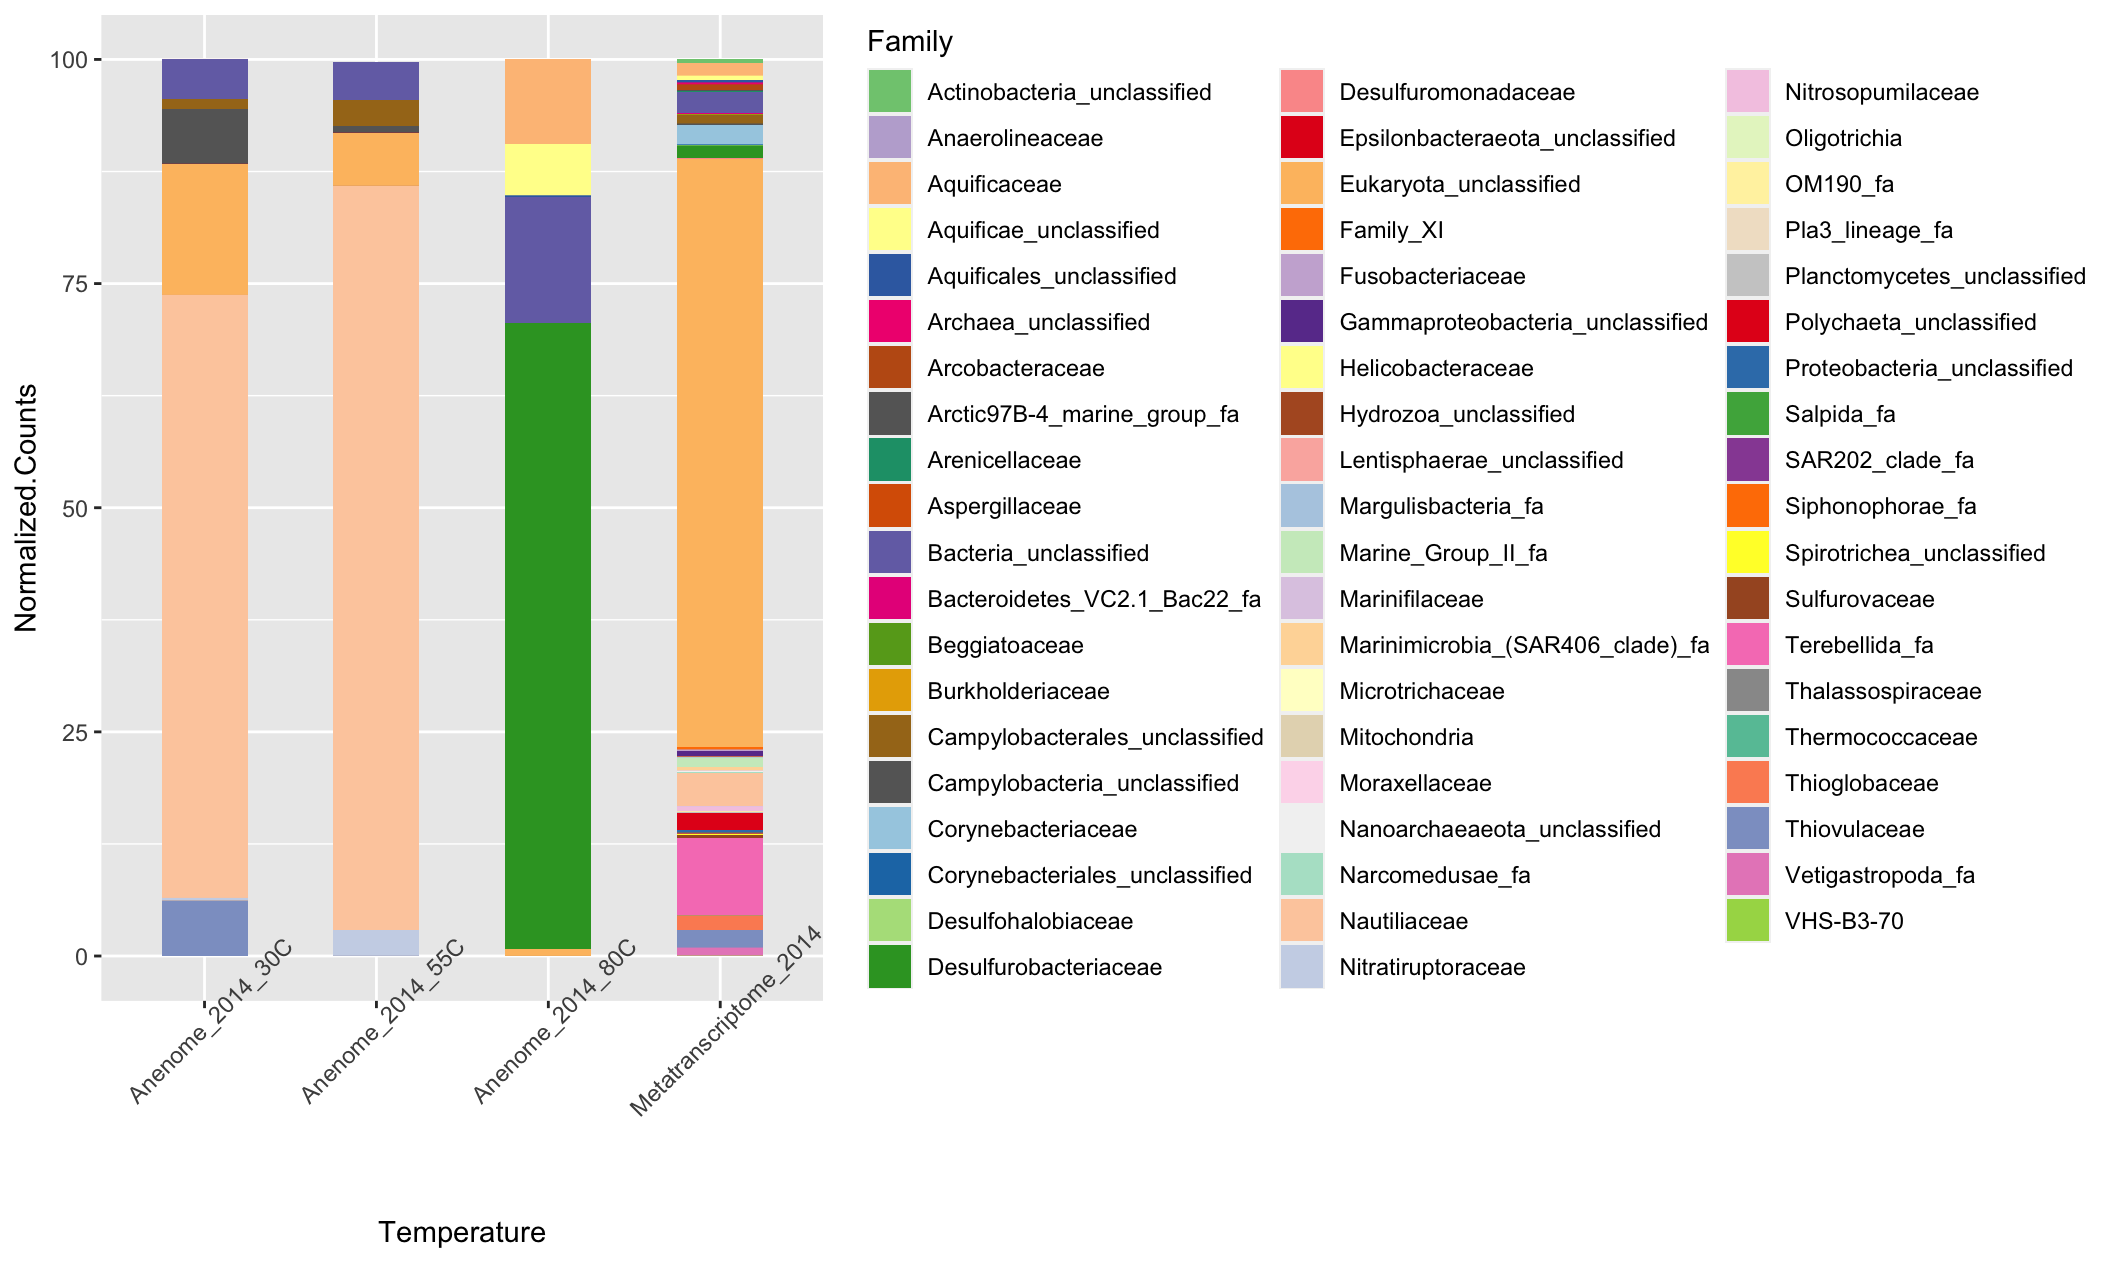 Family
100
75
50
25
0
Normalized.Counts
Anenome_2014_30C
Anenome_2014_55C
Anenome_2014_80C
Metatranscriptome_2014
Temperature
Actinobacteria_unclassified
Anaerolineaceae
Aquificaceae
Aquificae_unclassified
Aquificales_unclassified
Archaea_unclassified
Arcobacteraceae
Arctic97B-4_marine_group_fa
Arenicellaceae
Aspergillaceae
Bacteria_unclassified
Bacteroidetes_VC2.1_Bac22_fa
Beggiatoaceae
Burkholderiaceae
Campylobacterales_unclassified
Campylobacteria_unclassified
Corynebacteriaceae
Corynebacteriales_unclassified
Desulfohalobiaceae
Desulfurobacteriaceae
Desulfuromonadaceae
Epsilonbacteraeota_unclassified
Eukaryota_unclassified
Family_XI
Fusobacteriaceae
Gammaproteobacteria_unclassified
Helicobacteraceae
Hydrozoa_unclassified
Lentisphaerae_unclassified
Margulisbacteria_fa
Marine_Group_II_fa
Marinifilaceae
Marinimicrobia_(SAR406_clade)_fa
Microtrichaceae
Mitochondria
Moraxellaceae
Nanoarchaeaeota_unclassified
Narcomedusae_fa
Nautiliaceae
Nitratiruptoraceae
Nitrosopumilaceae
Oligotrichia
OM190_fa
Pla3_lineage_fa
Planctomycetes_unclassified
Polychaeta_unclassified
Proteobacteria_unclassified
Salpida_fa
SAR202_clade_fa
Siphonophorae_fa
Spirotrichea_unclassified
Sulfurovaceae
Terebellida_fa
Thalassospiraceae
Thermococcaceae
Thioglobaceae
Thiovulaceae
Vetigastropoda_fa
VHS-B3-70